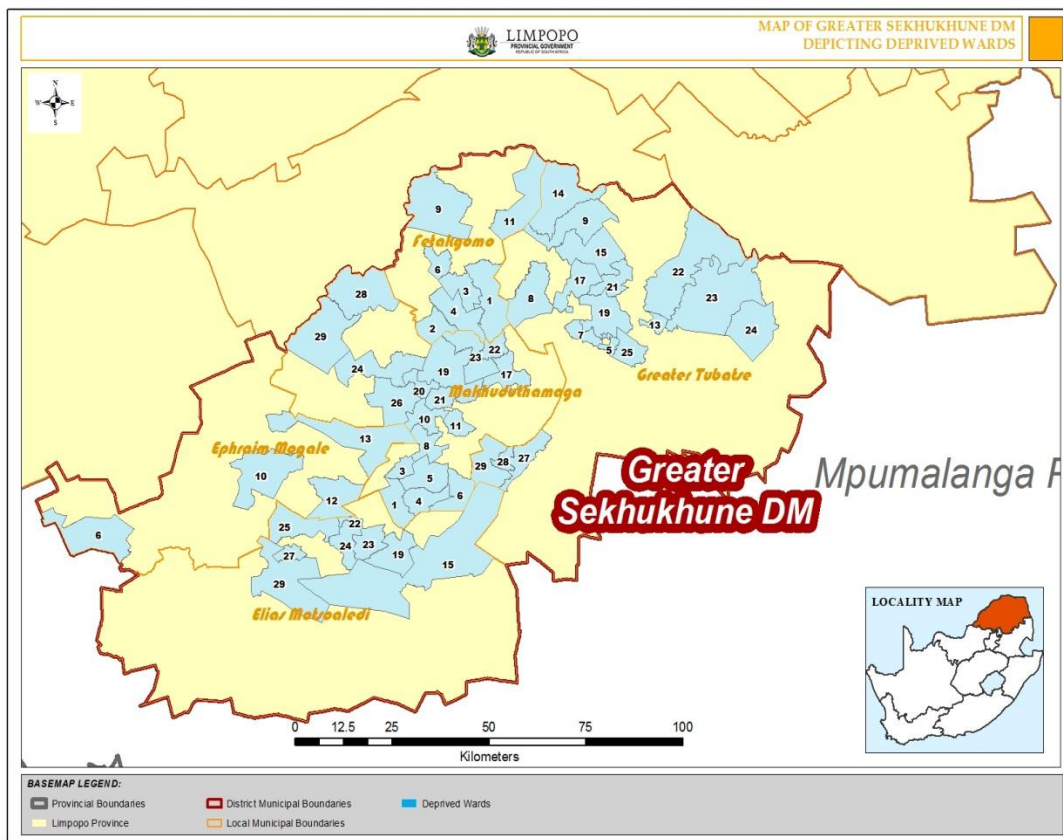 LIMPOPO
PROVINCIAL GOVERNMENT
REPUBLIC OF SOUTH AFRICA
MAP OF GREATER SEKHUKHUNE DM
DEPICTING DEPRIVED WARDS
N
W E
S
14
9
11
9
Fetakgomo
15
6
22
17
28
3
21
23
1
8
4
19
13
24
2
7
29
22
5
25
23
24
19
17
Greater Tubatse
20
Makhuduthamaga
26
21
10
11
13
8
Ephraim Mogale
27
28
29
3
10
5
Greater
Sekhukhune DM
Mpumalanga P
12
6
4
1
22
25
6
24
23
19
27
15
29
Elias Motsoaledi
LOCALITY MAP
0 12.5 25 50 75 100
Kilometers
BASEMAP LEGEND:
Provincial Boundaries District Municipal Boundaries Deprived Wards
Limpopo Province Local Municipal Boundaries